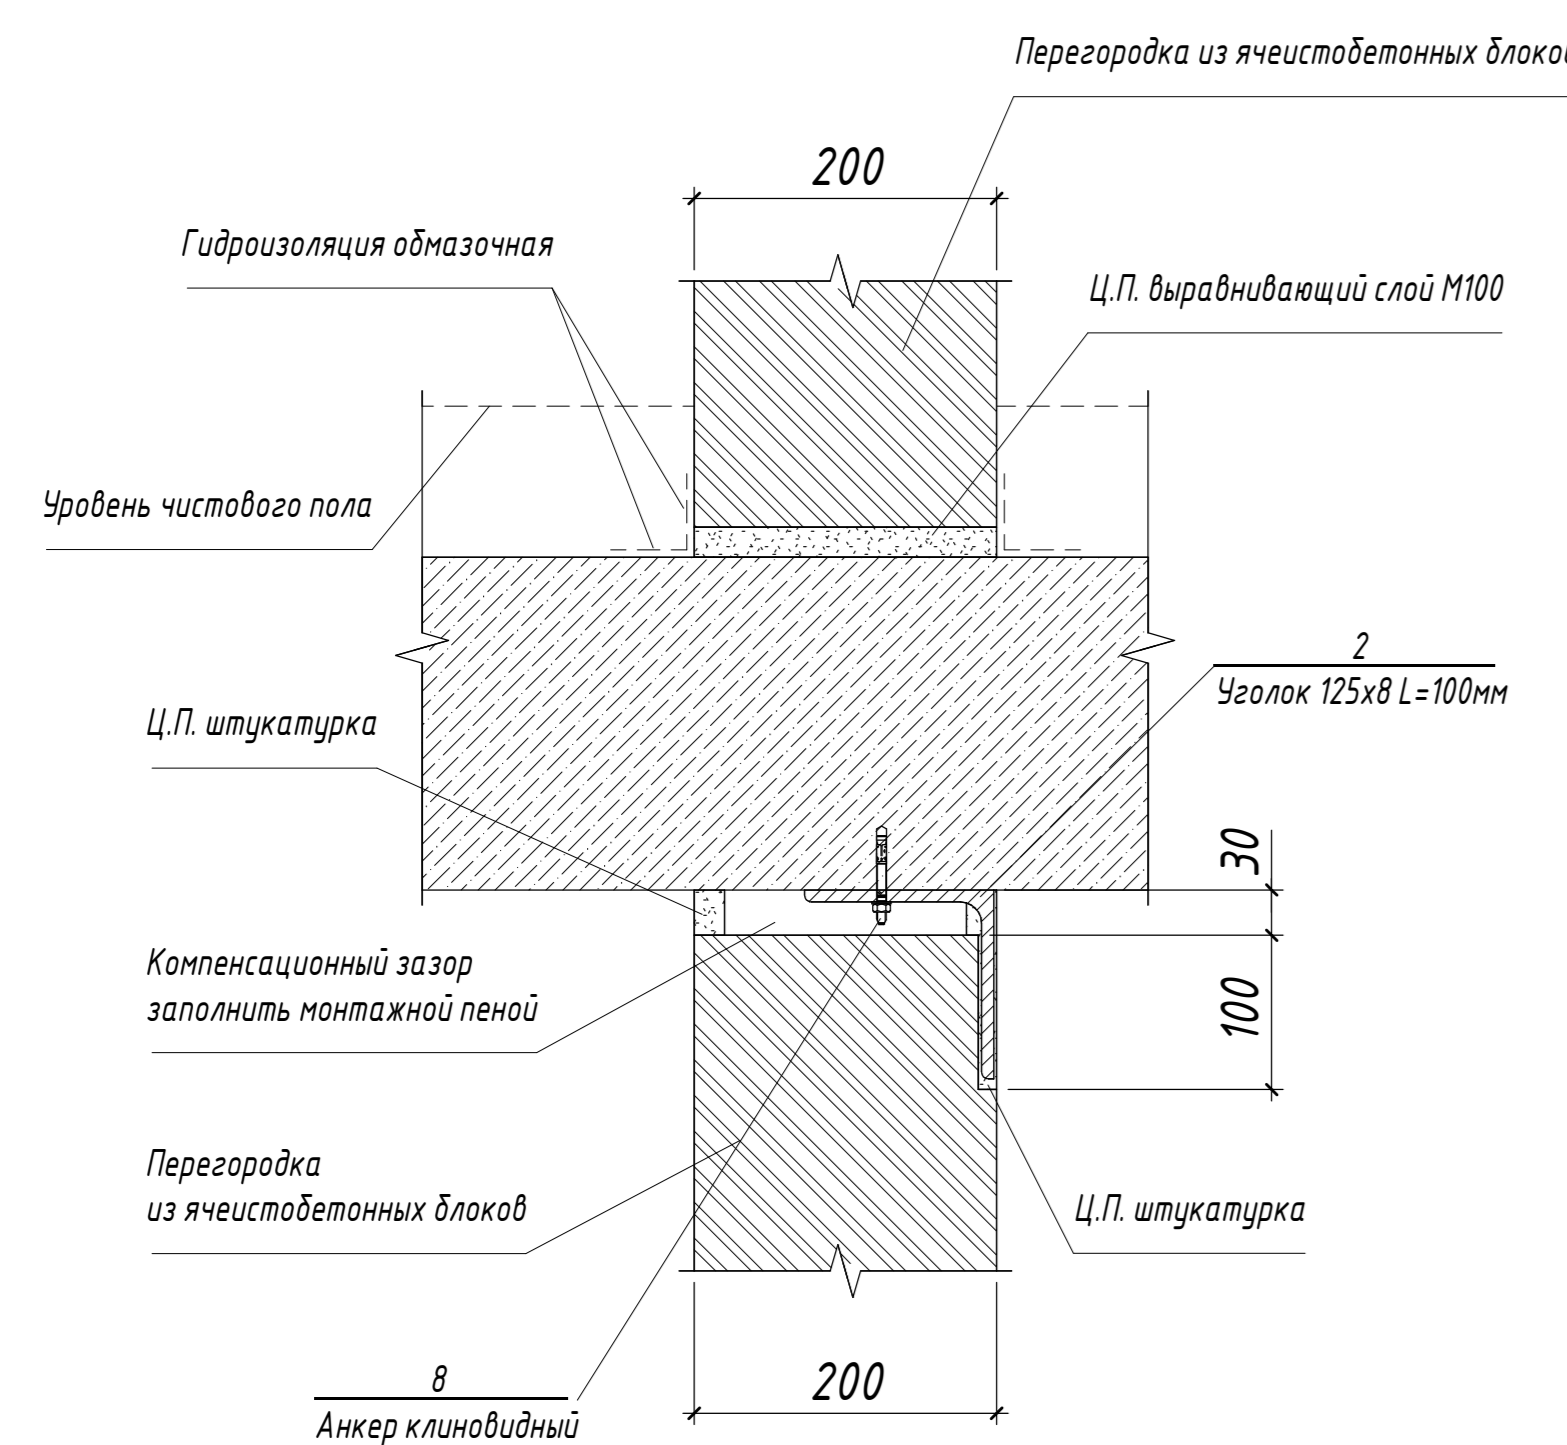 Перегородка из ячеистобетонных блоков
200
Гидроизоляция обмазочная
Ц.П. выравнивающий слой М100
Уровень чистового пола
2
Уголок 125х8 L=100мм
Ц.П. штукатурка
30
Компенсационный зазор
заполнить монтажной пеной
100
Перегородка
из ячеистобетонных блоков
Ц.П. штукатурка
8
Анкер клиновидный
200